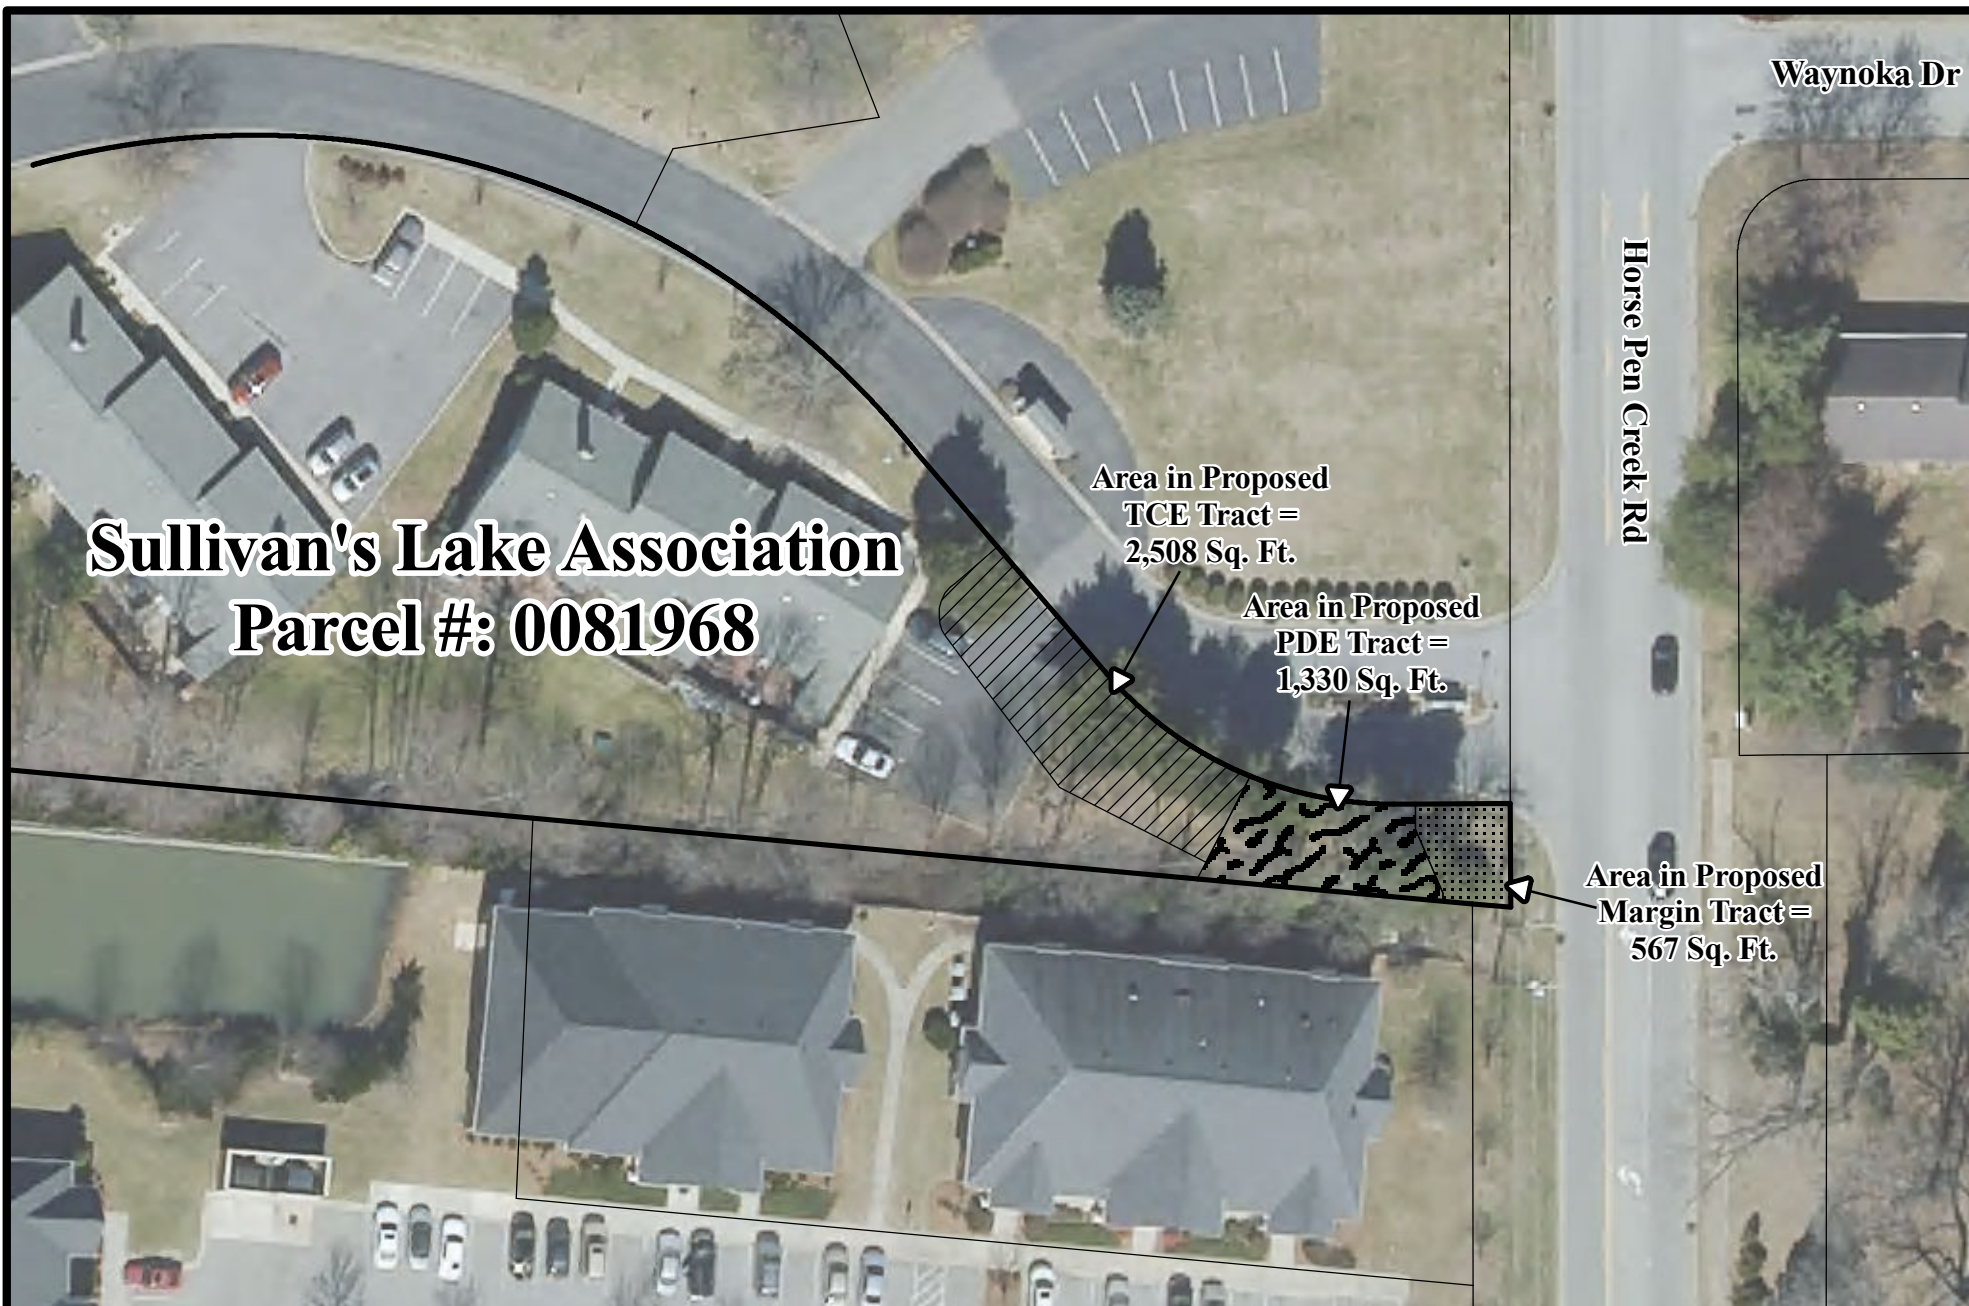 Waynoka Dr
Horse Pen Creek Rd
Area in Proposed
TCE Tract =
2,508 Sq. Ft.
Sullivan's Lake Association
Parcel #: 0081968
Area in Proposed
PDE Tract =
1,330 Sq. Ft.
Area in Proposed
Margin Tract =
567 Sq. Ft.